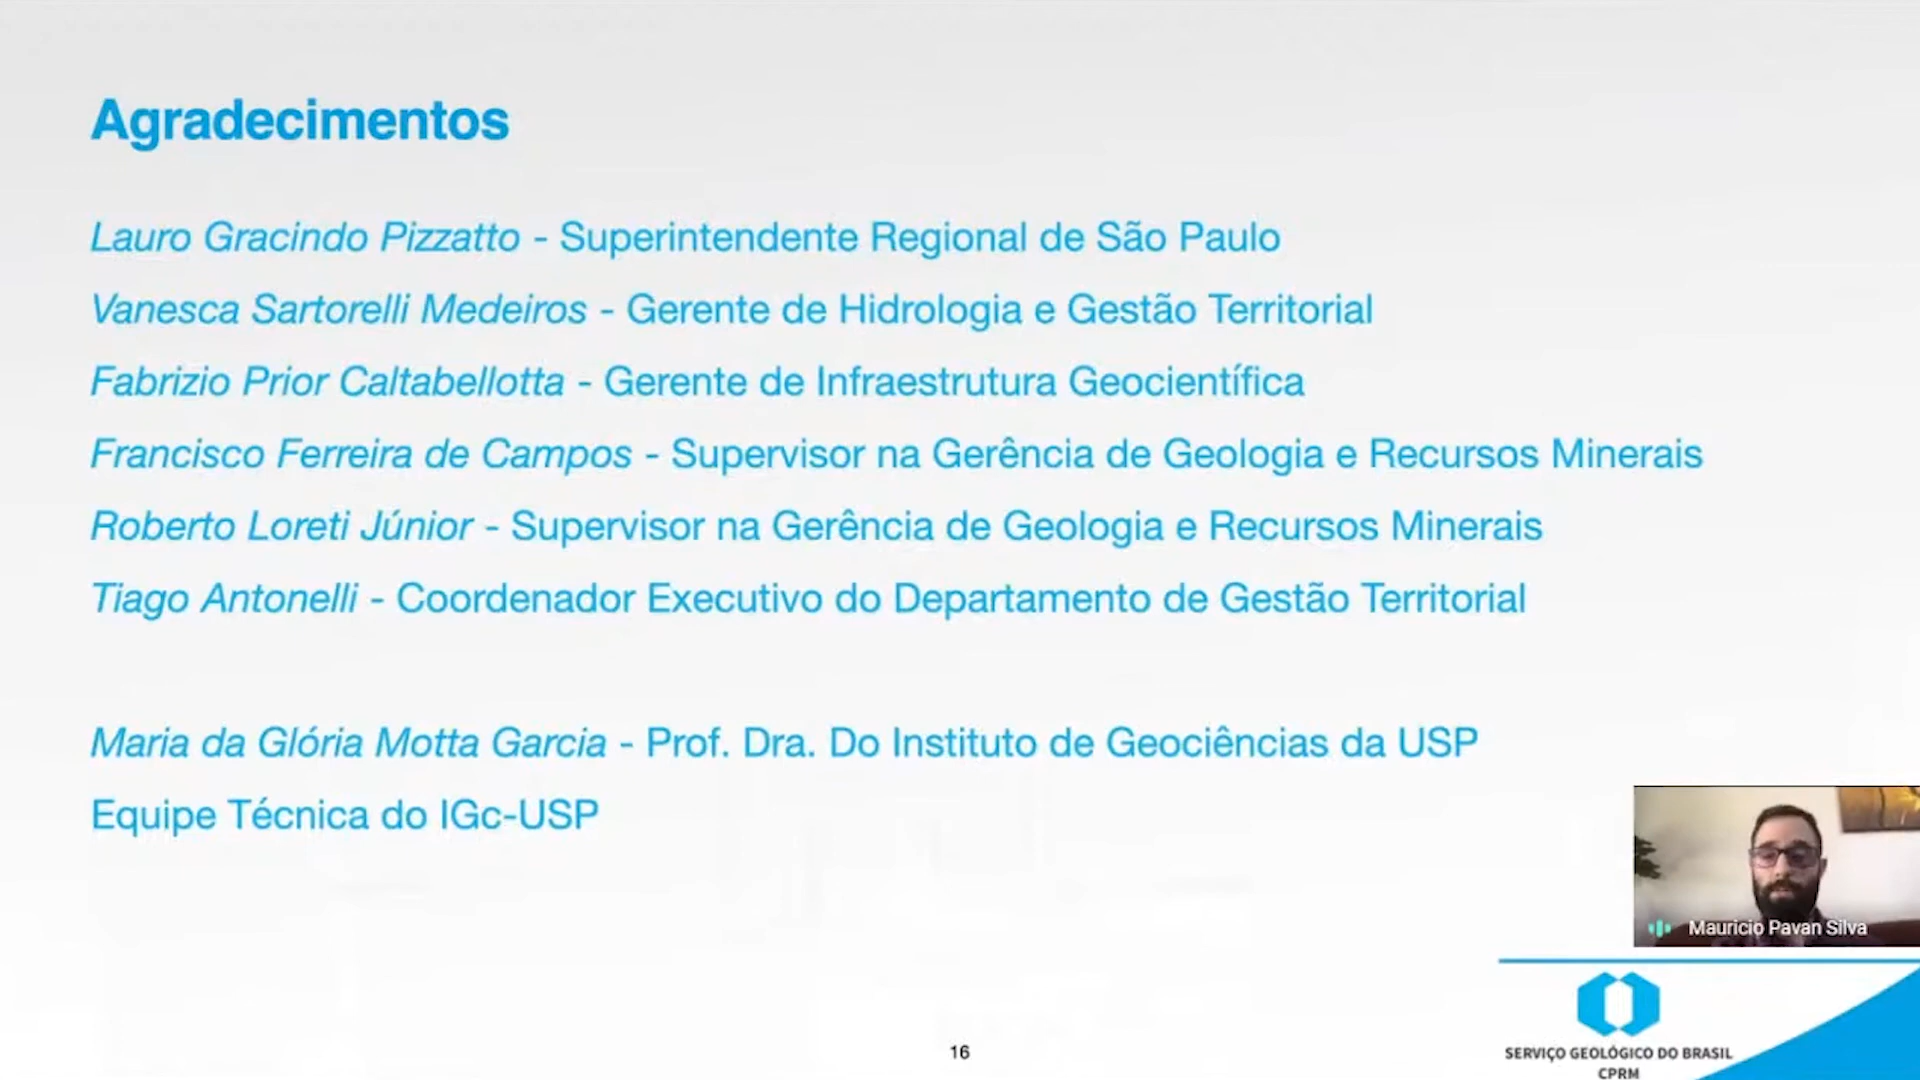 Agradecimentos
Lauro Gracindo Pizzatto - Superintendente Regional de São Paulo
Vanesca Sartorelli Medeiros - Gerente de Hidrologia e Gestão Territorial
Fabrizio Prior Caltabellotta - Gerente de Infraestrutura Geocientífica
Francisco Ferreira de Campos - Supervisor na Gerência de Geologia e Recursos Minerais
Roberto Loreti Júnior - Supervisor na Gerência de Geologia e Recursos Minerais
Tiago Antonelli - Coordenador Executivo do Departamento de Gestão Territorial
Maria da Glória Motta Garcia - Prof. Dra. Do Instituto de Geociências da USP
Equipe Técnica do IGc-USP
Mauricio Pavan Silva
16
SERVIÇO GEOLÓGICO DO BRASIL
CPRM